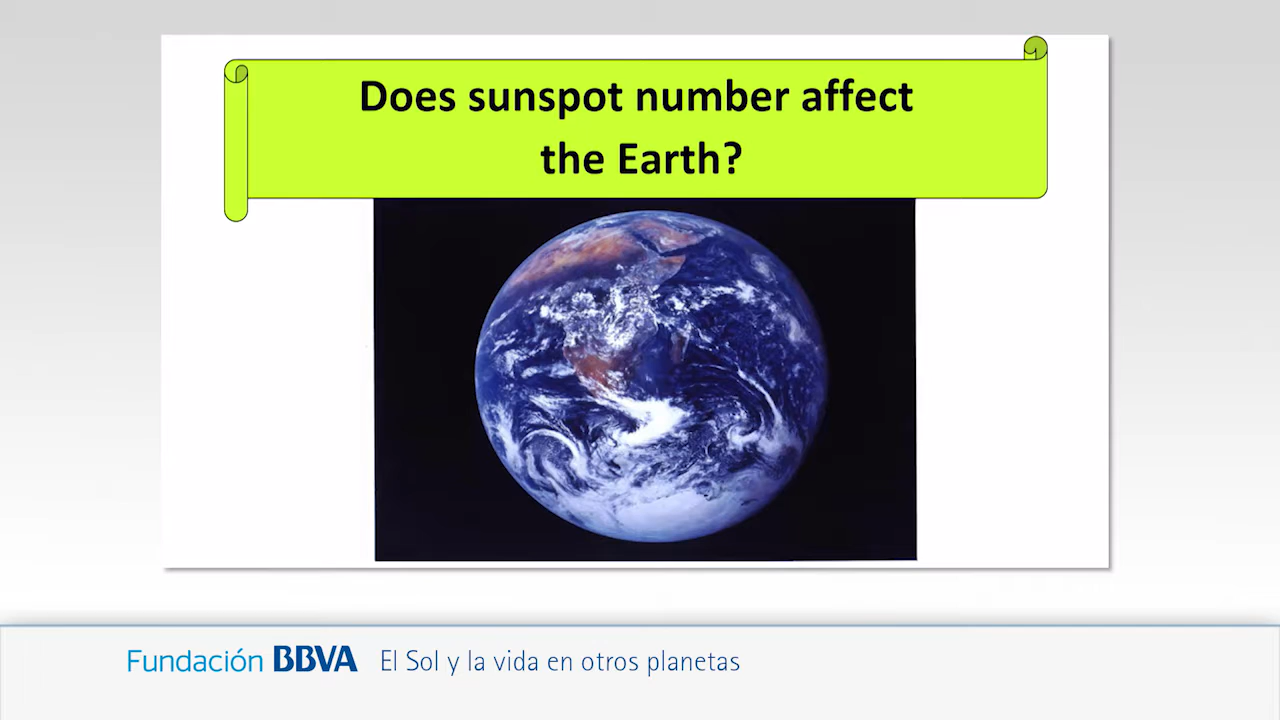 Does sunspot number affect
the Earth?
Fundación BBVA El Sol y la vida en otros planetas